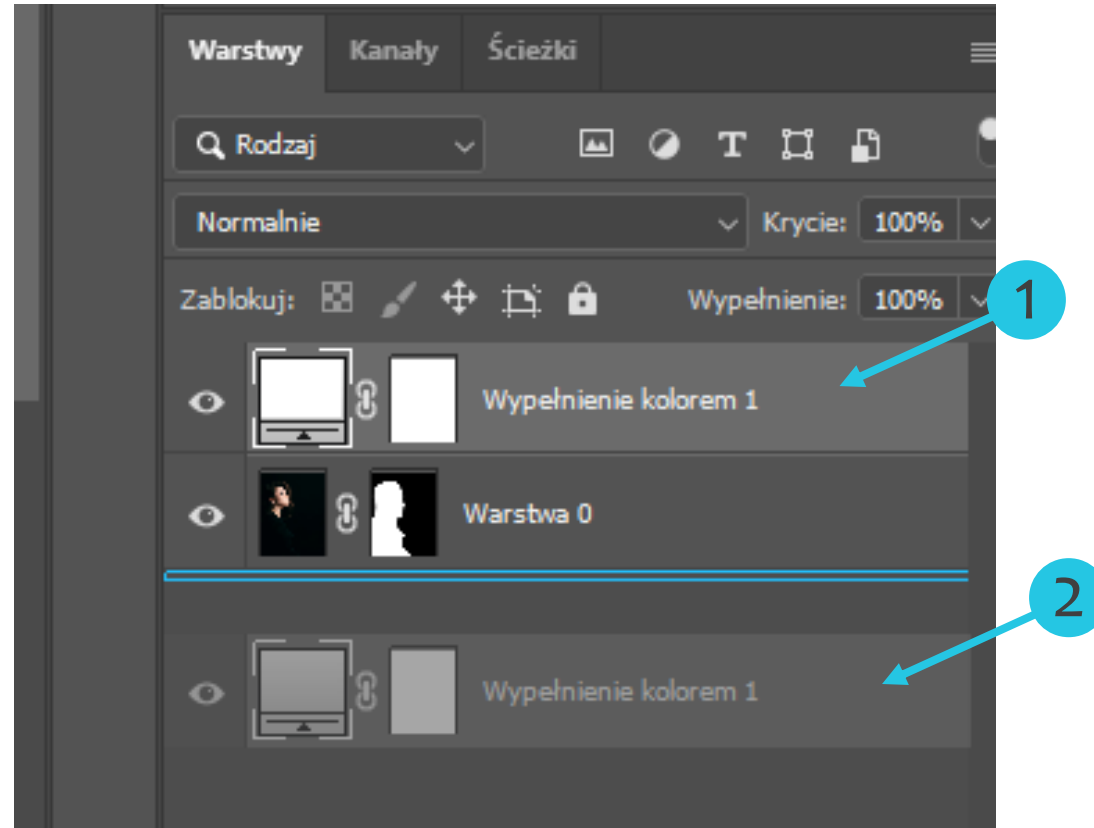 Warstwy Kanały Ścieżki
Rodzaj T
Normalnie Krycie: 100%
Zablokuj: Wypełnienie: 100%
1
Wypełnienie kolorem 1
Warstwa 0
2
Wypełnienie kolorem 1